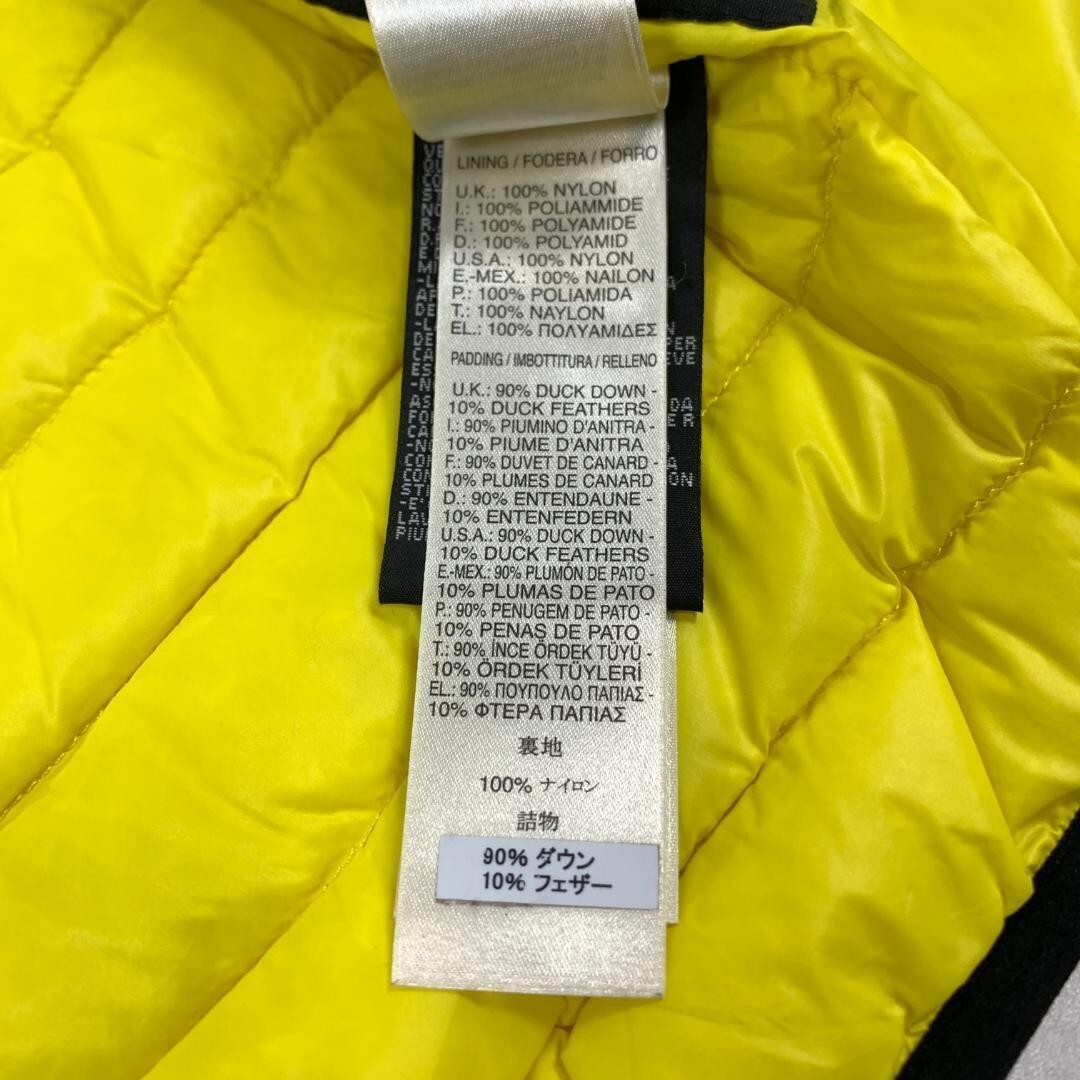 LINING / FODERA / FORRO
U.K.: 100% NYLON
I.: 100% POLIAMMIDE
F.: 100% POLYAMIDE
D.: 100% POLYAMID
U.S.A.: 100% NYLON
E.-MEX.: 100% NAILON
P.: 100% POLIAMIDA
T.: 100% NAYLON
EL.: 100% ΠΟΛΥΑΜΙΔΕΣ
PADDING / IMBOTTITURA / RELLENO
U.K.: 90% DUCK DOWN -
10% DUCK FEATHERS
I.: 90% PIUMINO D'ANITRA -
10% PIUME D'ANITRA
F.: 90% DUVET DE CANARD -
10% PLUMES DE CANARD
D.: 90% ENTENDAUNE -
10% ENTENFEDERN
U.S.A.: 90% DUCK DOWN -
10% DUCK FEATHERS
E.-MEX.: 90% PLUMÓN DE PATO -
10% PLUMAS DE PATO
P.: 90% PENUGEM DE PATO -
10% PENAS DE PATO
T.: 90% İNCE ÖRDEK TÜYÜ -
10% ÖRDEK TÜYLERİ
EL.: 90% ΠΟΥΠΟΥΛΟ ΠΑΠΙΑΣ -
10% ΦΤΕΡΑ ΠΑΠΙΑΣ
裏地
100% ナイロン
詰物
90% ダウン
10% フェザー